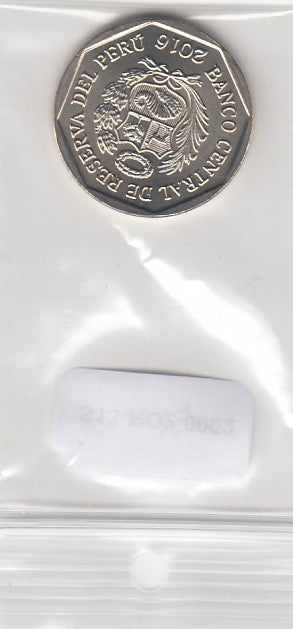 BANCO CENTRAL DE RESERVA DEL PERÚ 2016